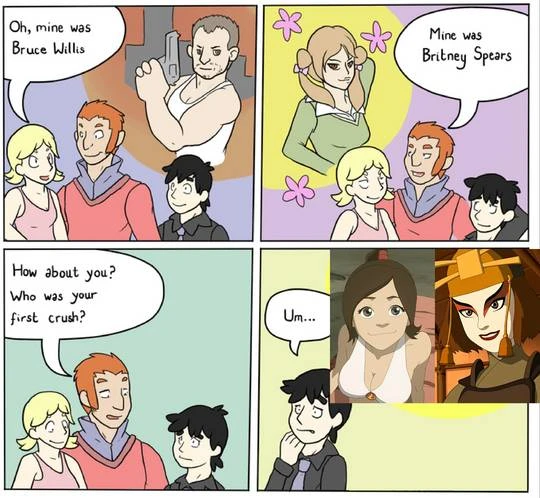 Oh, mine was
Bruce Willis
Mine was
Britney Spears
How about you?
Who was your
first crush?
Um...